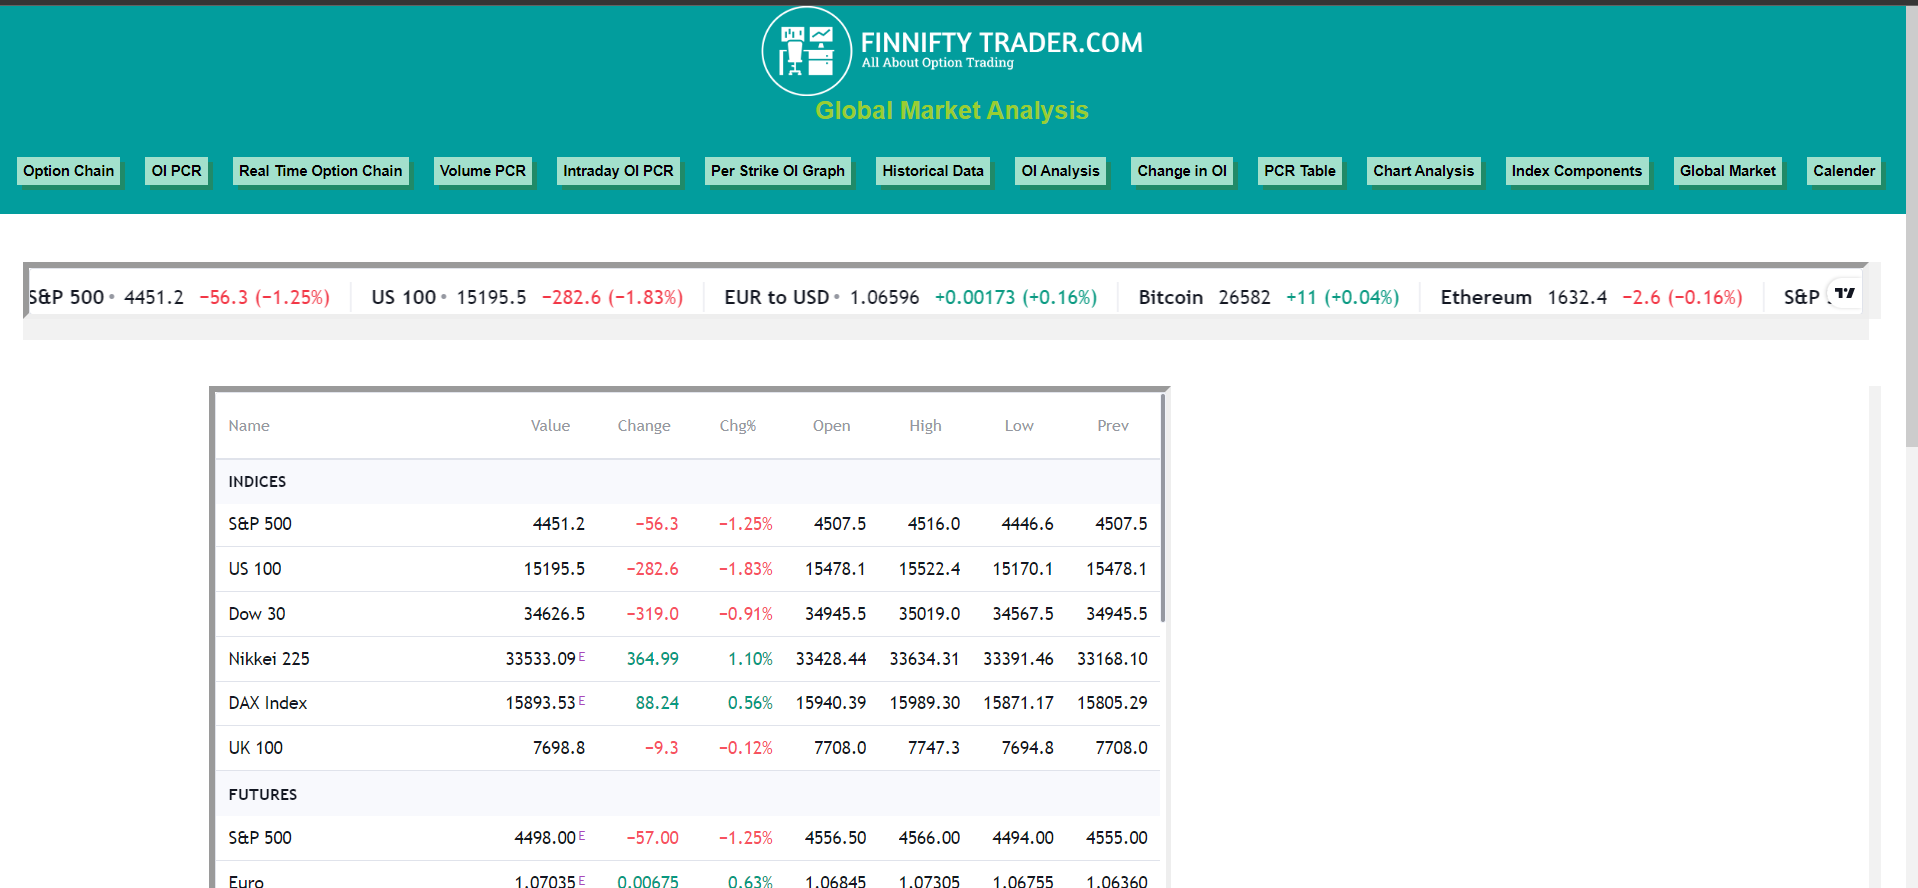 FINNIFTY TRADER.COM
All About Option Trading
Global Market Analysis
Option Chain OI PCR Real Time Option Chain Volume PCR Intraday OI PCR Per Strike OI Graph Historical Data OI Analysis Change in OI PCR Table Chart Analysis Index Components Global Market Calender
S&P 500 • 4451.2 −56.3 (−1.25%) US 100 • 15195.5 −282.6 (−1.83%) EUR to USD • 1.06596 +0.00173 (+0.16%) Bitcoin 26582 +11 (+0.04%) Ethereum 1632.4 −2.6 (−0.16%) S&P
Name Value Change Chg% Open High Low Prev
INDICES
S&P 500 4451.2 −56.3 −1.25% 4507.5 4516.0 4446.6 4507.5
US 100 15195.5 −282.6 −1.83% 15478.1 15522.4 15170.1 15478.1
Dow 30 34626.5 −319.0 −0.91% 34945.5 35019.0 34567.5 34945.5
Nikkei 225 33533.09 E 364.99 1.10% 33428.44 33634.31 33391.46 33168.10
DAX Index 15893.53 E 88.24 0.56% 15940.39 15989.30 15871.17 15805.29
UK 100 7698.8 −9.3 −0.12% 7708.0 7747.3 7694.8 7708.0
FUTURES
S&P 500 4498.00 E −57.00 −1.25% 4556.50 4566.00 4494.00 4555.00
Euro 1.07035 E 0.00675 0.63% 1.06845 1.07305 1.06755 1.06360